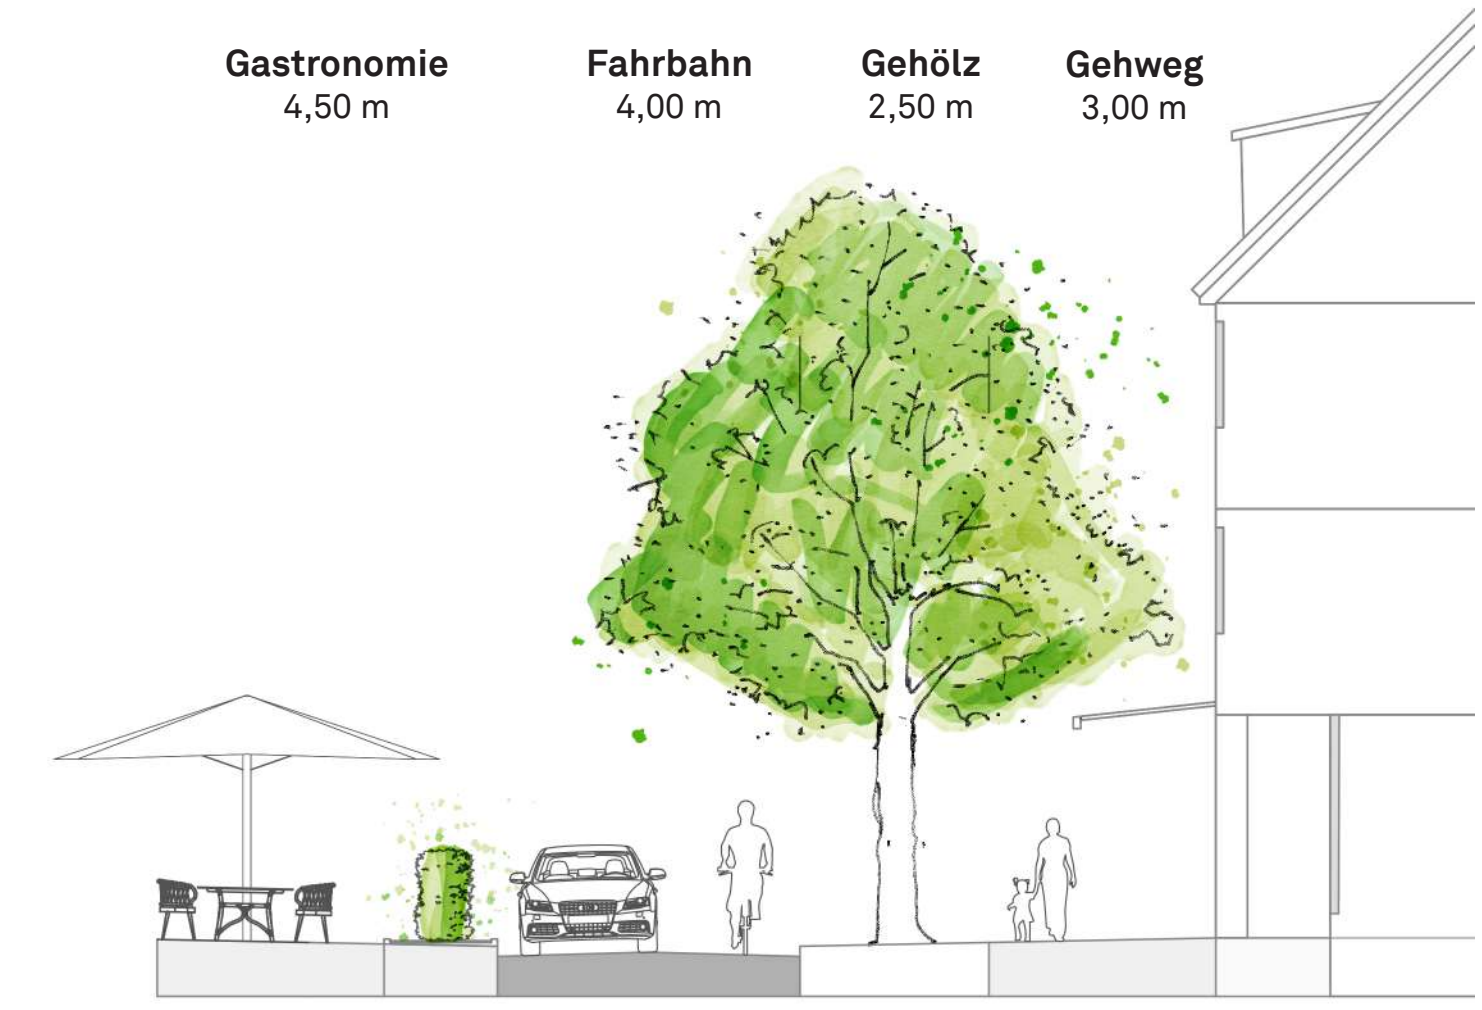 Gastronomie
4,50 m
Fahrbahn
4,00 m
Gehölz
2,50 m
Gehweg
3,00 m